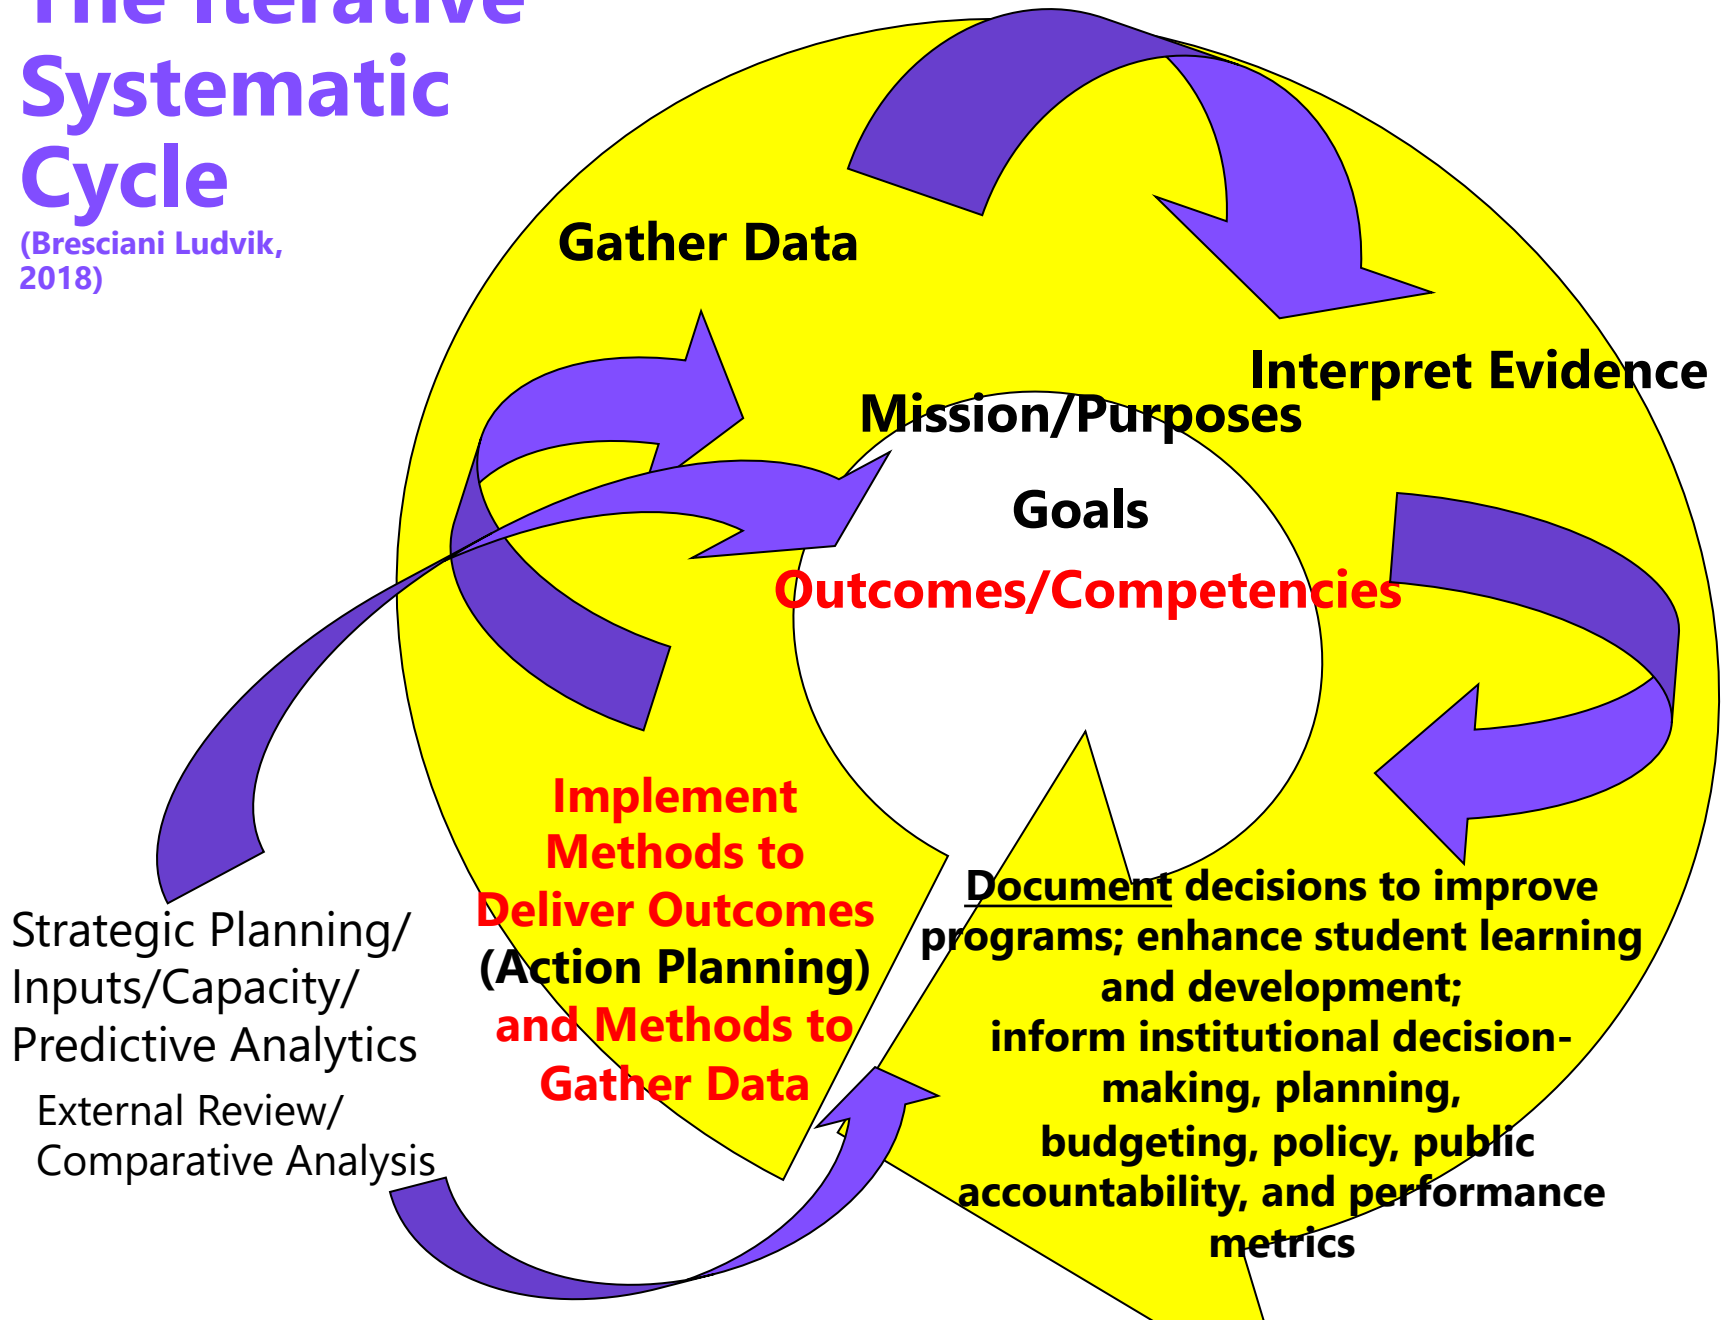 The Iterative
Systematic
Cycle
(Bresciani Ludvik,
2018)
Gather Data
Interpret Evidence
Mission/Purposes
Goals
Outcomes/Competencies
Implement
Methods to
Deliver Outcomes
(Action Planning)
and Methods to
Gather Data
Document decisions to improve
programs; enhance student learning
and development;
inform institutional decision-
making, planning,
budgeting, policy, public
accountability, and performance
metrics
Strategic Planning/
Inputs/Capacity/
Predictive Analytics
External Review/
Comparative Analysis